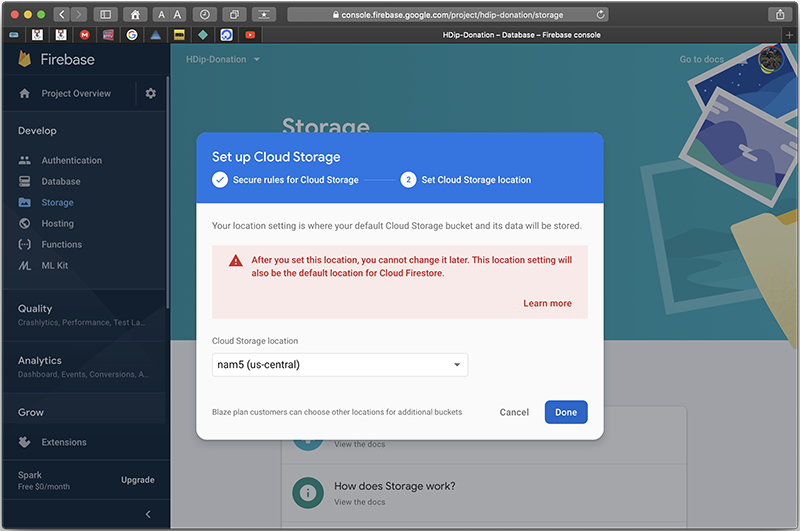 console.firebase.google.com/project/hdip-donation/storage
HDip-Donation – Database – Firebase console
Firebase
HDip-Donation
Go to docs
Project Overview
Storage
Develop
Authentication
Database
Storage
Hosting
Functions
ML Kit
Quality
Crashlytics, Performance, Test La...
Analytics
Dashboard, Events, Conversions, A...
Grow
Extensions
Spark
Free $0/month
Upgrade
Set up Cloud Storage
Secure rules for Cloud Storage
2 Set Cloud Storage location
Your location setting is where your default Cloud Storage bucket and its data will be stored.
After you set this location, you cannot change it later. This location setting will
also be the default location for Cloud Firestore.
Learn more
Cloud Storage location
nam5 (us-central)
Blaze plan customers can choose other locations for additional buckets
Cancel
Done
View the docs
How does Storage work?
View the docs